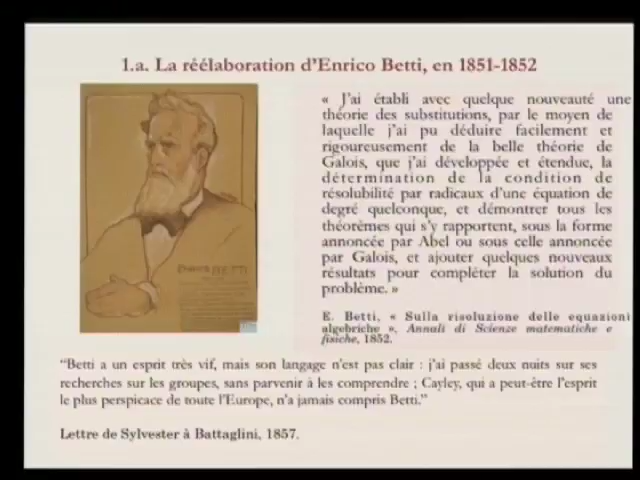 1.a. La réélaboration d'Enrico Betti, en 1851-1852
« J'ai établi avec quelque nouveauté une
théorie des substitutions, par le moyen de
laquelle j'ai pu déduire facilement et
rigoureusement de la belle théorie de
Galois, que j'ai développée et étendue, la
détermination de la condition de
résolubilité par radicaux d'une équation de
degré quelconque, et démontrer tous les
théorèmes qui s'y rapportent, sous la forme
annoncée par Abel ou sous celle annoncée
par Galois, et ajouter quelques nouveaux
résultats pour compléter la solution du
problème. »
E. Betti, « Sulla risoluzione delle equazioni
algebriche », Annali di Scienze matematiche e
fisiche, 1852.
ENRICO BETTI
"Betti a un esprit très vif, mais son langage n'est pas clair : j'ai passé deux nuits sur ses
recherches sur les groupes, sans parvenir à les comprendre ; Cayley, qui a peut-être l'esprit
le plus perspicace de toute l'Europe, n'a jamais compris Betti."
Lettre de Sylvester à Battaglini, 1857.